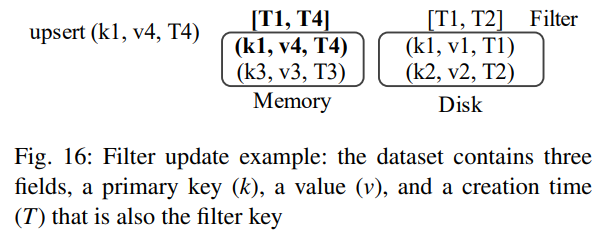 upsert (k1, v4, T4)
[T1, T4] [T1, T2] Filter
(k1, v4, T4) (k1, v1, T1)
(k3, v3, T3) (k2, v2, T2)
Memory Disk
Fig. 16: Filter update example: the dataset contains three
fields, a primary key (k), a value (v), and a creation time
(T) that is also the filter key